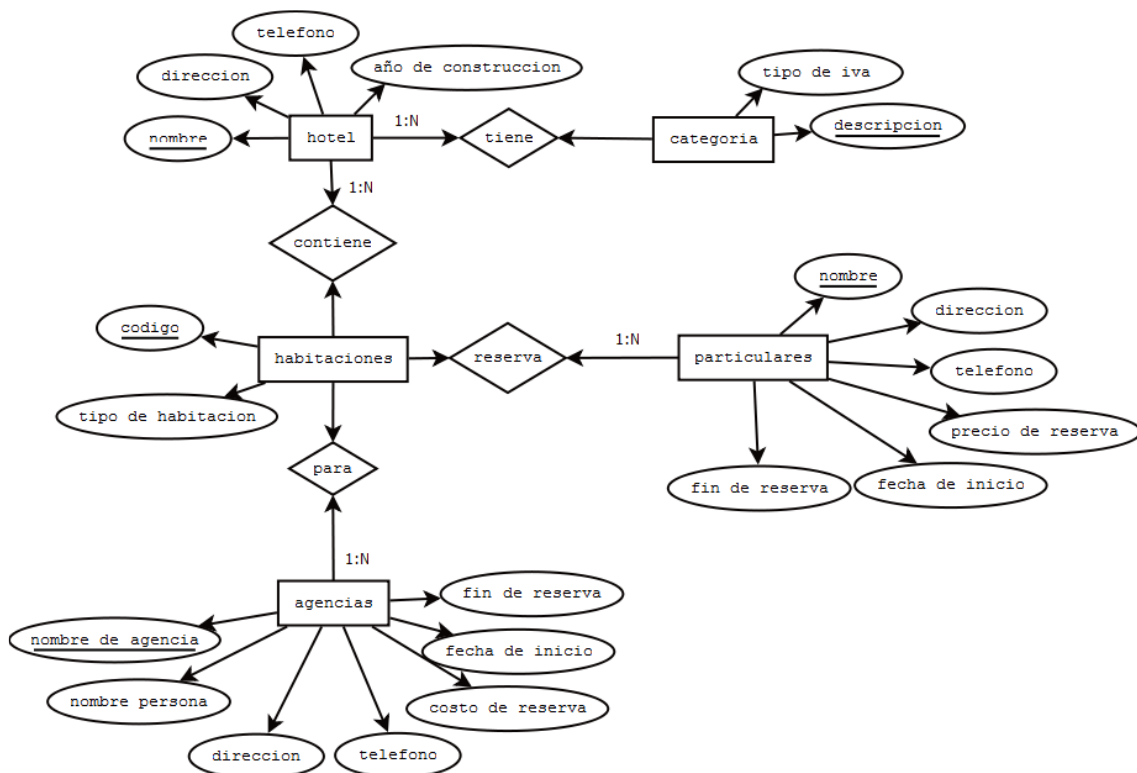 telefono
año de construccion
tipo de iva
direccion
nombre
hotel
1:N
tiene
categoria
descripcion
1:N
contiene
nombre
direccion
codigo
habitaciones
reserva
1:N
particulares
telefono
tipo de habitacion
precio de reserva
para
fin de reserva
fecha de inicio
1:N
agencias
fin de reserva
nombre de agencia
fecha de inicio
nombre persona
costo de reserva
direccion
telefono